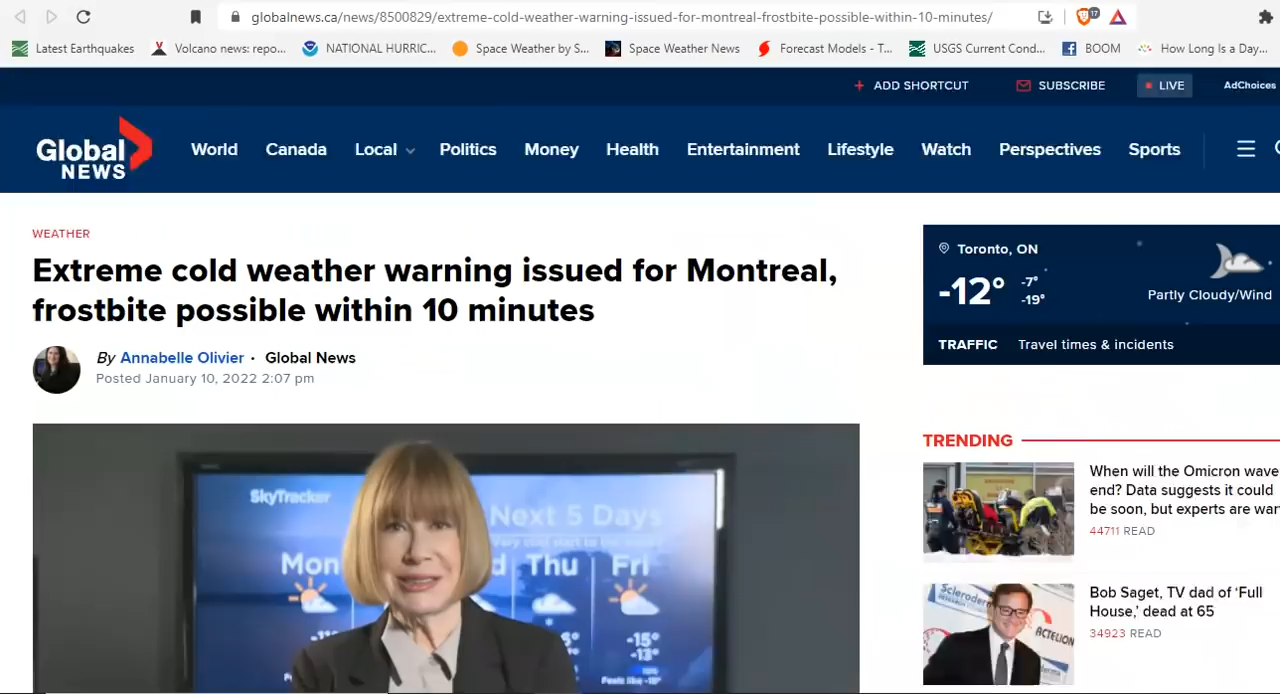 globalnews.ca/news/8500829/extreme-cold-weather-warning-issued-for-montreal-frostbite-possible-within-10-minutes/
17
Latest Earthquakes
Volcano news: repo...
NATIONAL HURRIC...
Space Weather by S...
Space Weather News
Forecast Models - T...
USGS Current Cond...
BOOM
How Long Is a Day...
+ ADD SHORTCUT
SUBSCRIBE
LIVE
AdChoices
Global
NEWS
World
Canada
Local
Politics
Money
Health
Entertainment
Lifestyle
Watch
Perspectives
Sports
WEATHER
Extreme cold weather warning issued for Montreal,
frostbite possible within 10 minutes
By Annabelle Olivier · Global News
Posted January 10, 2022 2:07 pm
SkyTracker
Next 5 Days
Mon
Thu
Fri
-15°
-13°
Toronto, ON
-12°
-7°
-19°
Partly Cloudy/Wind
TRAFFIC
Travel times & incidents
TRENDING
When will the Omicron wave
end? Data suggests it could
be soon, but experts are
44711 READ
Bob Saget, TV dad of ‘Full
House,’ dead at 65
34923 READ
ACTELION